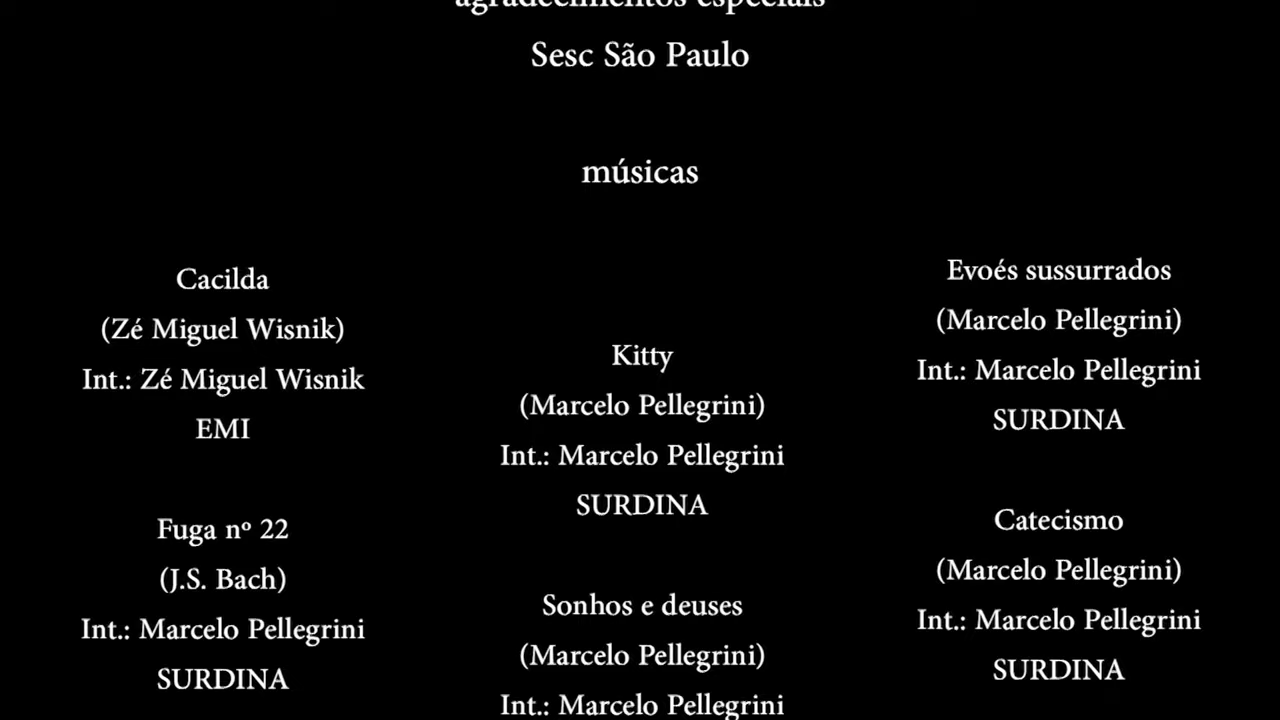 agradecimentos especiais
Sesc São Paulo
músicas
Cacilda
(Zé Miguel Wisnik)
Int.: Zé Miguel Wisnik
EMI
Fuga nº 22
(J.S. Bach)
Int.: Marcelo Pellegrini
SURDINA
Kitty
(Marcelo Pellegrini)
Int.: Marcelo Pellegrini
SURDINA
Sonhos e deuses
(Marcelo Pellegrini)
Int.: Marcelo Pellegrini
Evoés sussurrados
(Marcelo Pellegrini)
Int.: Marcelo Pellegrini
SURDINA
Catecismo
(Marcelo Pellegrini)
Int.: Marcelo Pellegrini
SURDINA